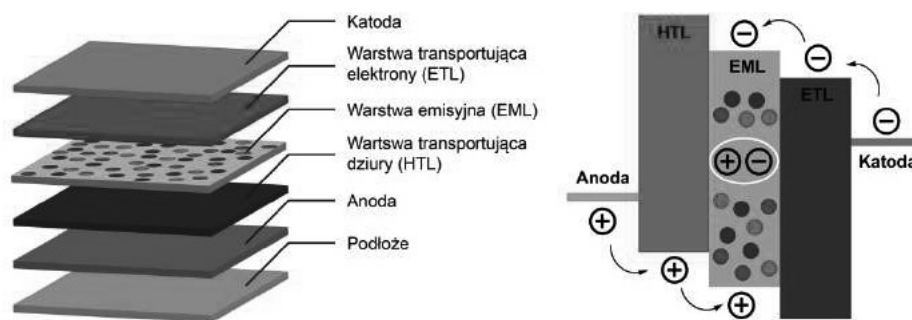 Katoda
Warstwa transportująca
elektrony (ETL)
Warstwa emisyjna (EML)
Wartswa transportująca
dziury (HTL)
Anoda
Podłoże
HTL
EML
ETL
Anoda
Katoda